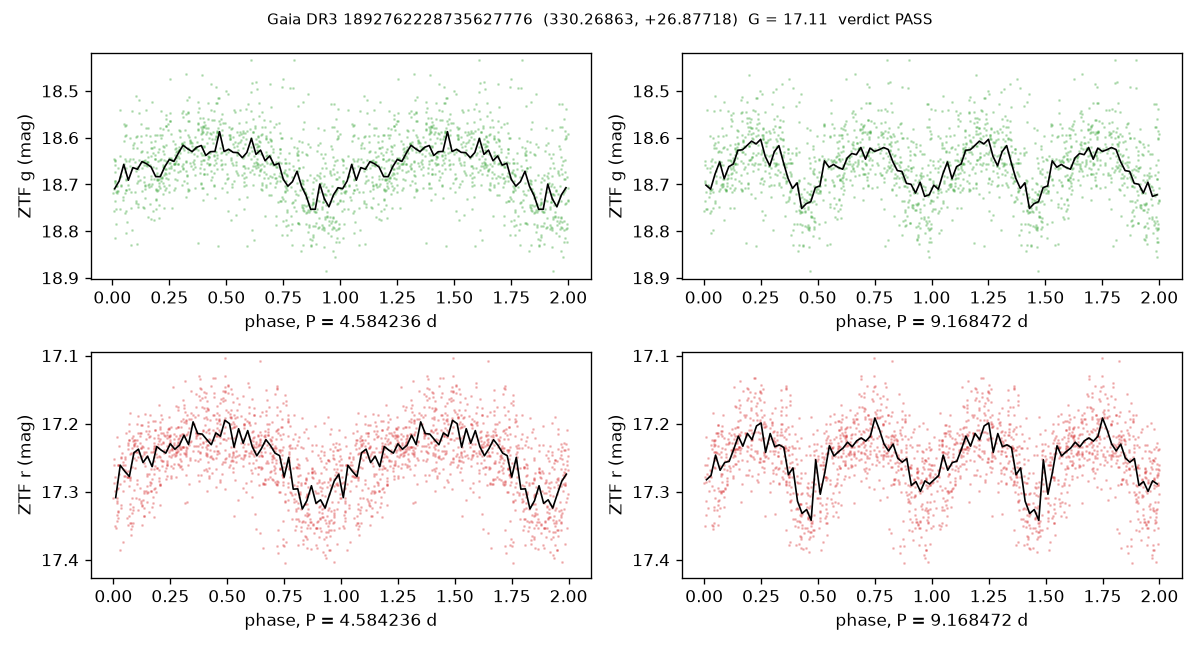 Gaia DR3 1892762228735627776 (330.26863, +26.87718) G = 17.11 verdict PASS
ZTF g (mag)
18.5
18.6
18.7
18.8
18.9
0.00 0.25 0.50 0.75 1.00 1.25 1.50 1.75 2.00
phase, P = 4.584236 d
ZTF g (mag)
18.5
18.6
18.7
18.8
18.9
0.00 0.25 0.50 0.75 1.00 1.25 1.50 1.75 2.00
phase, P = 9.168472 d
ZTF r (mag)
17.1
17.2
17.3
17.4
0.00 0.25 0.50 0.75 1.00 1.25 1.50 1.75 2.00
phase, P = 4.584236 d
ZTF r (mag)
17.1
17.2
17.3
17.4
0.00 0.25 0.50 0.75 1.00 1.25 1.50 1.75 2.00
phase, P = 9.168472 d